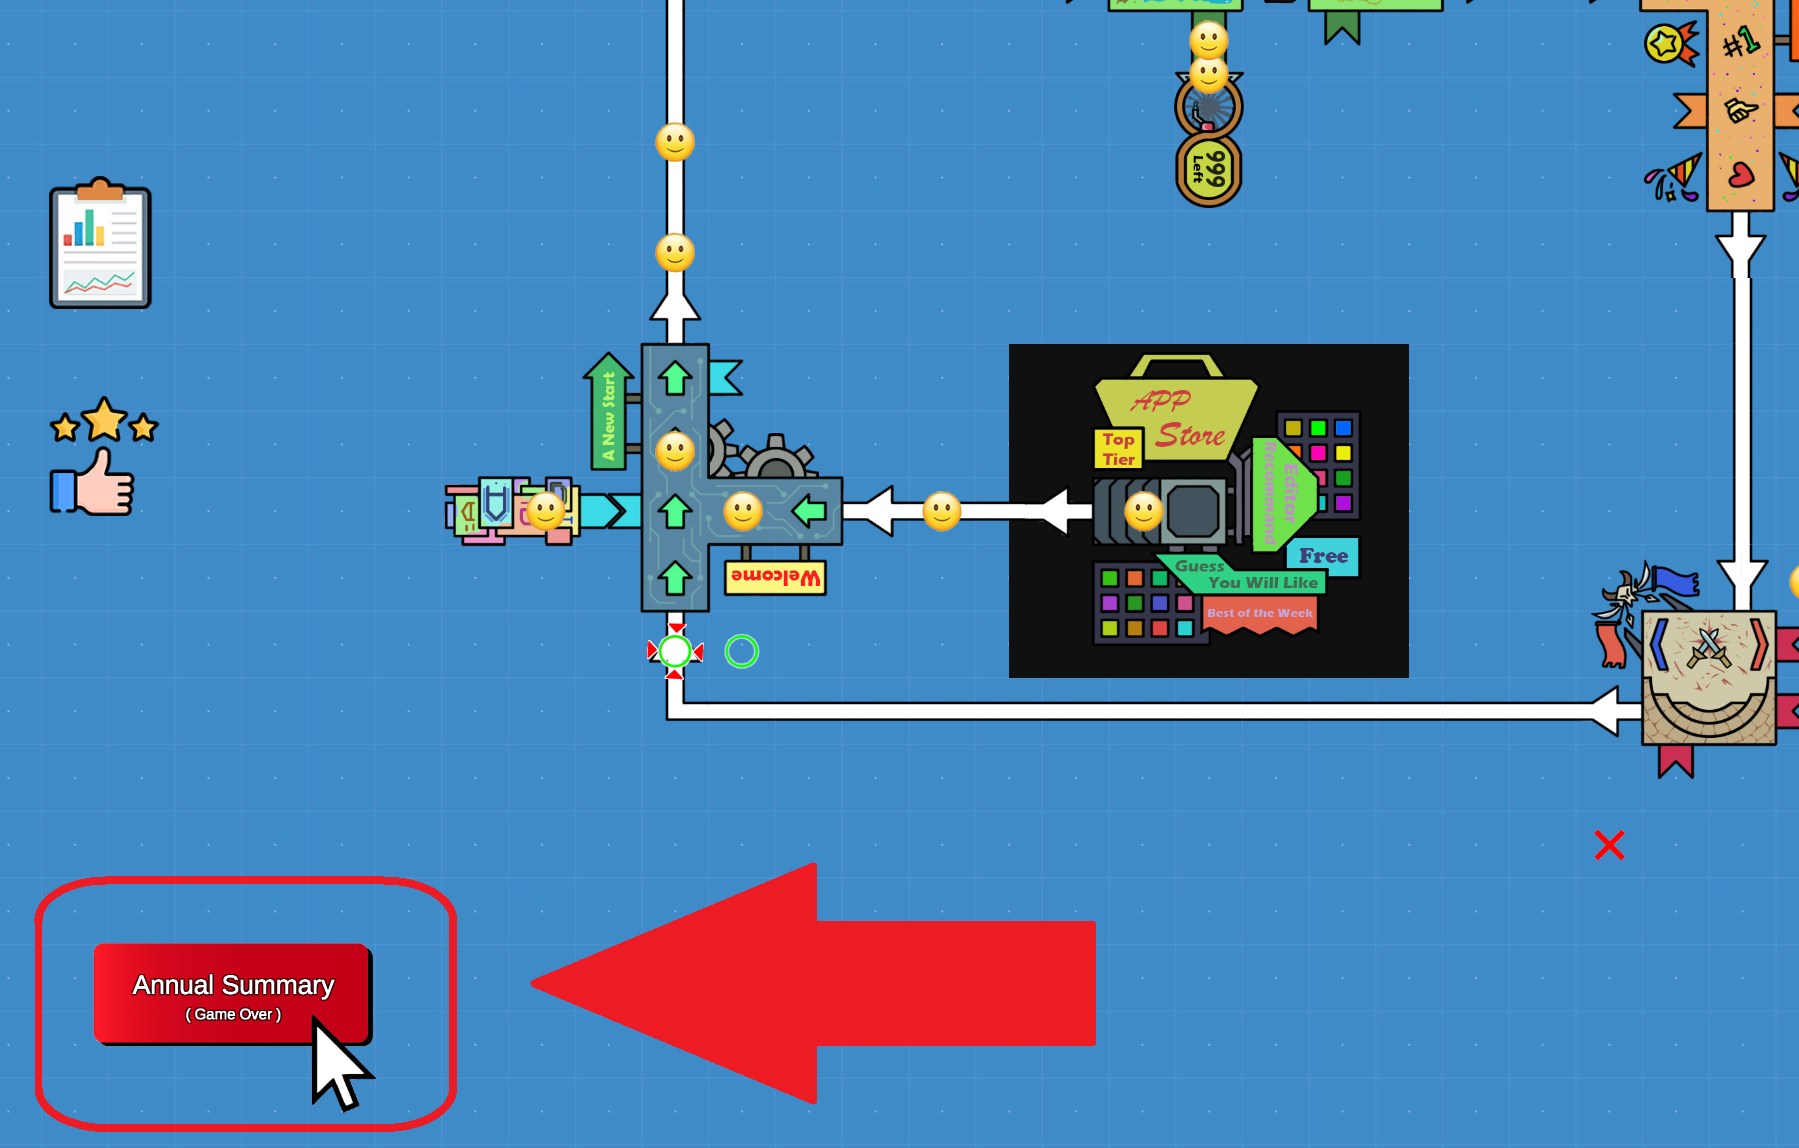 #1
999
Left
A New Start
APP
Store
Top
Tier
Editor
Recommand
Welcome
Free
Guess
You Will Like
Best of the Week
Annual Summary
( Game Over )